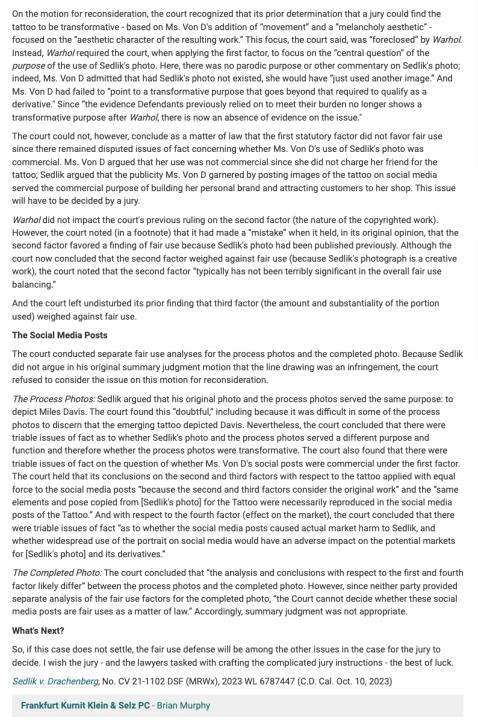 On the motion for reconsideration, the court recognized that its prior determination that a jury could find the
tattoo to be transformative - based on Ms. Von D's addition of “movement” and a “melancholy aesthetic” -
focused on the “aesthetic character of the resulting work.” This focus, the court said, was “foreclosed” by Warhol.
Instead, Warhol required the court, when applying the first factor, to focus on the “central question” of the
purpose of the use of Sedlik's photo. Here, there was no parodic purpose or other commentary on Sedlik's photo;
indeed, Ms. Von D admitted that had Sedlik's photo not existed, she would have “just used another image.” And
Ms. Von D had failed to “point to a transformative purpose that goes beyond that required to qualify as a
derivative.” Since “the evidence Defendants previously relied on to meet their burden no longer shows a
transformative purpose after Warhol, there is now an absence of evidence on the issue.”
The court could not, however, conclude as a matter of law that the first statutory factor did not favor fair use
since there remained disputed issues of fact concerning whether Ms. Von D's use of Sedlik's photo was
commercial. Ms. Von D argued that her use was not commercial since she did not charge her friend for the
tattoo; Sedlik argued that the publicity Ms. Von D garnered by posting images of the tattoo on social media
served the commercial purpose of building her personal brand and attracting customers to her shop. This issue
will have to be decided by a jury.
Warhol did not impact the court's previous ruling on the second factor (the nature of the copyrighted work).
However, the court noted (in a footnote) that it had made a “mistake” when it held, in its original opinion, that the
second factor favored a finding of fair use because Sedlik's photo had been published previously. Although the
court now concluded that the second factor weighed against fair use (because Sedlik's photograph is a creative
work), the court noted that the second factor “typically has not been terribly significant in the overall fair use
balancing.”
And the court left undisturbed its prior finding that third factor (the amount and substantiality of the portion
used) weighed against fair use.
The Social Media Posts
The court conducted separate fair use analyses for the process photos and the completed photo. Because Sedlik
did not argue in his original summary judgment motion that the line drawing was an infringement, the court
refused to consider the issue on this motion for reconsideration.
The Process Photos: Sedlik argued that his original photo and the process photos served the same purpose: to
depict Miles Davis. The court found this “doubtful,” including because it was difficult in some of the process
photos to discern that the emerging tattoo depicted Davis. Nevertheless, the court concluded that there were
triable issues of fact as to whether Sedlik's photo and the process photos served a different purpose and
function and therefore whether the process photos were transformative. The court also found that there were
triable issues of fact on the question of whether Ms. Von D's social posts were commercial under the first factor.
The court held that its conclusions on the second and third factors with respect to the tattoo applied with equal
force to the social media posts “because the second and third factors consider the original work” and the “same
elements and pose copied from [Sedlik's photo] for the Tattoo were necessarily reproduced in the social media
posts of the Tattoo.” And with respect to the fourth factor (effect on the market), the court concluded that there
were triable issues of fact “as to whether the social media posts caused actual market harm to Sedlik, and
whether widespread use of the portrait on social media would have an adverse impact on the potential markets
for [Sedlik's photo] and its derivatives.”
The Completed Photo: The court concluded that “the analysis and conclusions with respect to the first and fourth
factor likely differ” between the process photos and the completed photo. However, since neither party provided
separate analysis of the fair use factors for the completed photo, “the Court cannot decide whether these social
media posts are fair uses as a matter of law.” Accordingly, summary judgment was not appropriate.
What's Next?
So, if this case does not settle, the fair use defense will be among the other issues in the case for the jury to
decide. I wish the jury - and the lawyers tasked with crafting the complicated jury instructions - the best of luck.
Sedlik v. Drachenberg, No. CV 21-1102 DSF (MRWx), 2023 WL 6787447 (C.D. Cal. Oct. 10, 2023)
Frankfurt Kurnit Klein & Selz PC - Brian Murphy